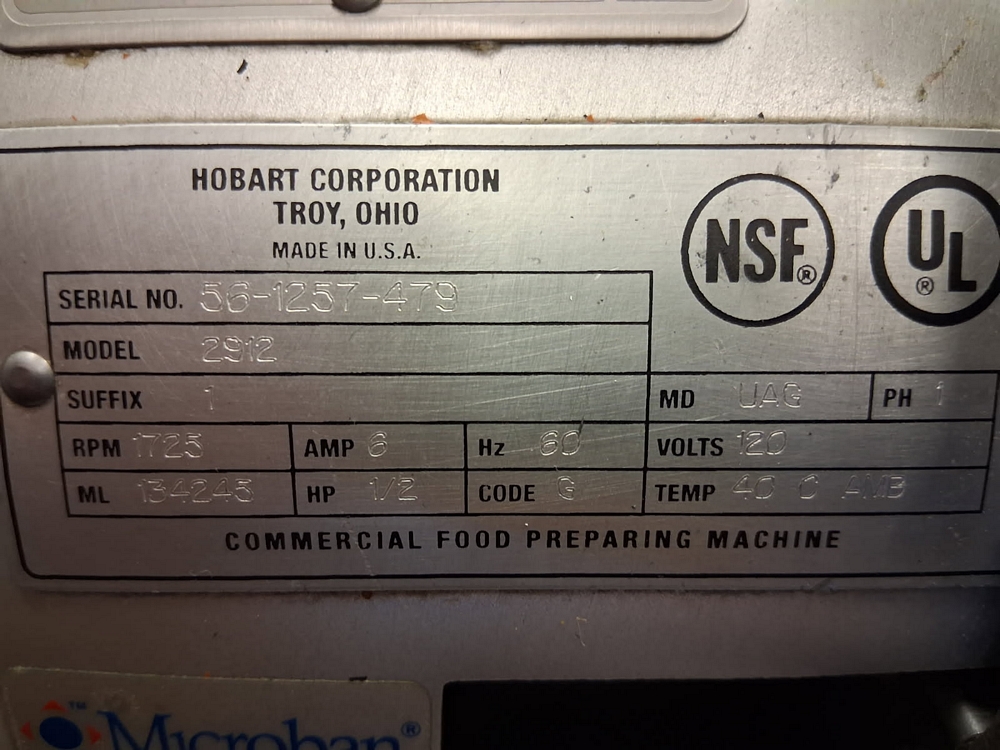 HOBART CORPORATION
TROY, OHIO
MADE IN U.S.A.
NSF®
UL®
SERIAL NO. 56-1257-479
MODEL 2912
SUFFIX 1 MD UAG PH 1
RPM 1725 AMP 6 Hz 60 VOLTS 120
ML 134245 HP 1/2 CODE G TEMP 40 C AMB
COMMERCIAL FOOD PREPARING MACHINE
™ Microban®